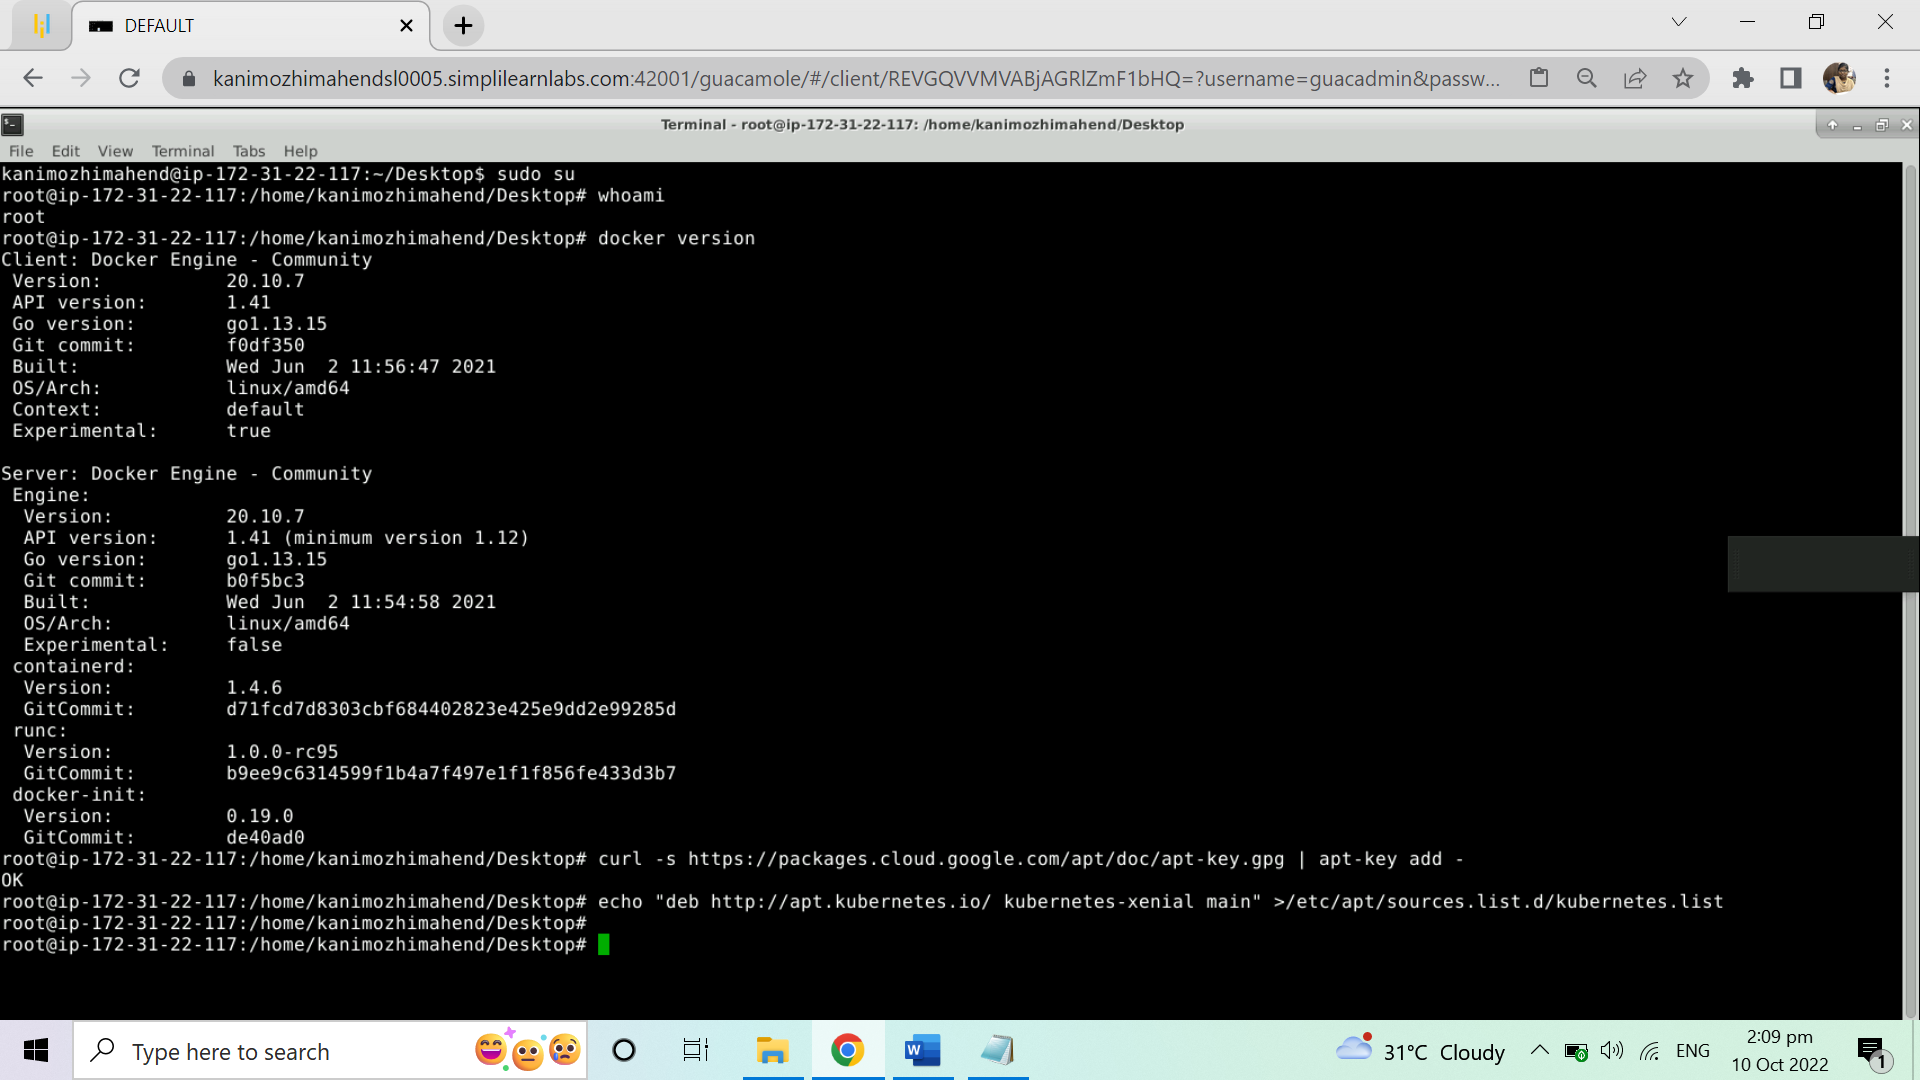 DEFAULT
kanimozhimahendsl0005.simplilearnlabs.com:42001/guacamole/#/client/REVGQVVMVABjAGRlZmF1bHQ=?username=guacadmin&passw...
Terminal - root@ip-172-31-22-117: /home/kanimozhimahend/Desktop
File Edit View Terminal Tabs Help
kanimozhimahend@ip-172-31-22-117:~/Desktop$ sudo su
root@ip-172-31-22-117:/home/kanimozhimahend/Desktop# whoami
root
root@ip-172-31-22-117:/home/kanimozhimahend/Desktop# docker version
Client: Docker Engine - Community
Version: 20.10.7
API version: 1.41
Go version: go1.13.15
Git commit: f0df350
Built: Wed Jun  2 11:56:47 2021
OS/Arch: linux/amd64
Context: default
Experimental: true
Server: Docker Engine - Community
Engine:
Version: 20.10.7
API version: 1.41 (minimum version 1.12)
Go version: go1.13.15
Git commit: b0f5bc3
Built: Wed Jun  2 11:54:58 2021
OS/Arch: linux/amd64
Experimental: false
containerd:
Version: 1.4.6
GitCommit: d71fcd7d8303cbf684402823e425e9dd2e99285d
runc:
Version: 1.0.0-rc95
GitCommit: b9ee9c6314599f1b4a7f497e1f1f856fe433d3b7
docker-init:
Version: 0.19.0
GitCommit: de40ad0
root@ip-172-31-22-117:/home/kanimozhimahend/Desktop# curl -s https://packages.cloud.google.com/apt/doc/apt-key.gpg | apt-key add -
OK
root@ip-172-31-22-117:/home/kanimozhimahend/Desktop# echo "deb http://apt.kubernetes.io/ kubernetes-xenial main" >/etc/apt/sources.list.d/kubernetes.list
root@ip-172-31-22-117:/home/kanimozhimahend/Desktop#
root@ip-172-31-22-117:/home/kanimozhimahend/Desktop#
Type here to search
W
31°C Cloudy
ENG
2:09 pm
10 Oct 2022
1